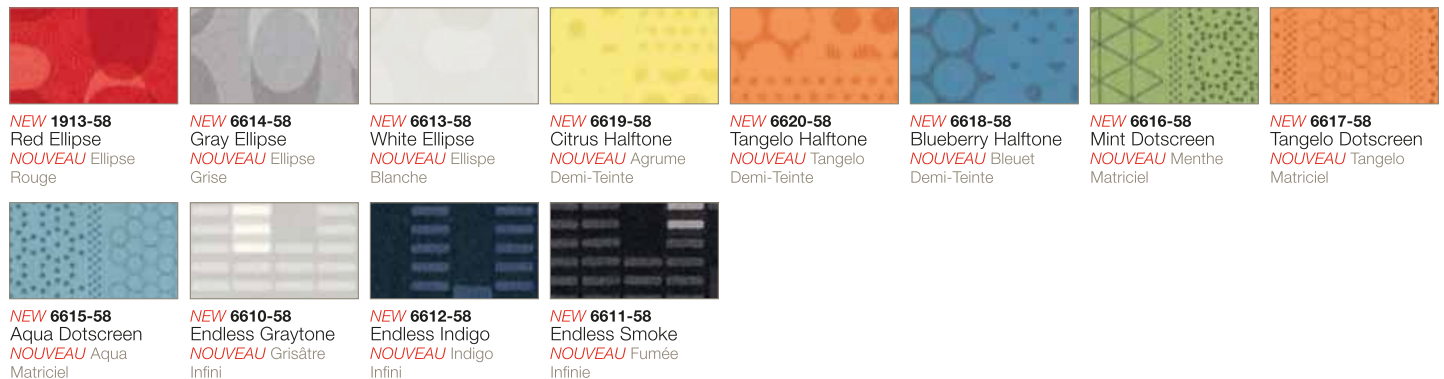 NEW 1913-58
Red Ellipse
NOUVEAU Ellipse
Rouge
NEW 6614-58
Gray Ellipse
NOUVEAU Ellipse
Grise
NEW 6613-58
White Ellipse
NOUVEAU Ellispe
Blanche
NEW 6619-58
Citrus Halftone
NOUVEAU Agrume
Demi-Teinte
NEW 6620-58
Tangelo Halftone
NOUVEAU Tangelo
Demi-Teinte
NEW 6618-58
Blueberry Halftone
NOUVEAU Bleuet
Demi-Teinte
NEW 6616-58
Mint Dotscreen
NOUVEAU Menthe
Matriciel
NEW 6617-58
Tangelo Dotscreen
NOUVEAU Tangelo
Matriciel
NEW 6615-58
Aqua Dotscreen
NOUVEAU Aqua
Matriciel
NEW 6610-58
Endless Graytone
NOUVEAU Grisâtre
Infini
NEW 6612-58
Endless Indigo
NOUVEAU Indigo
Infini
NEW 6611-58
Endless Smoke
NOUVEAU Fumée
Infinie